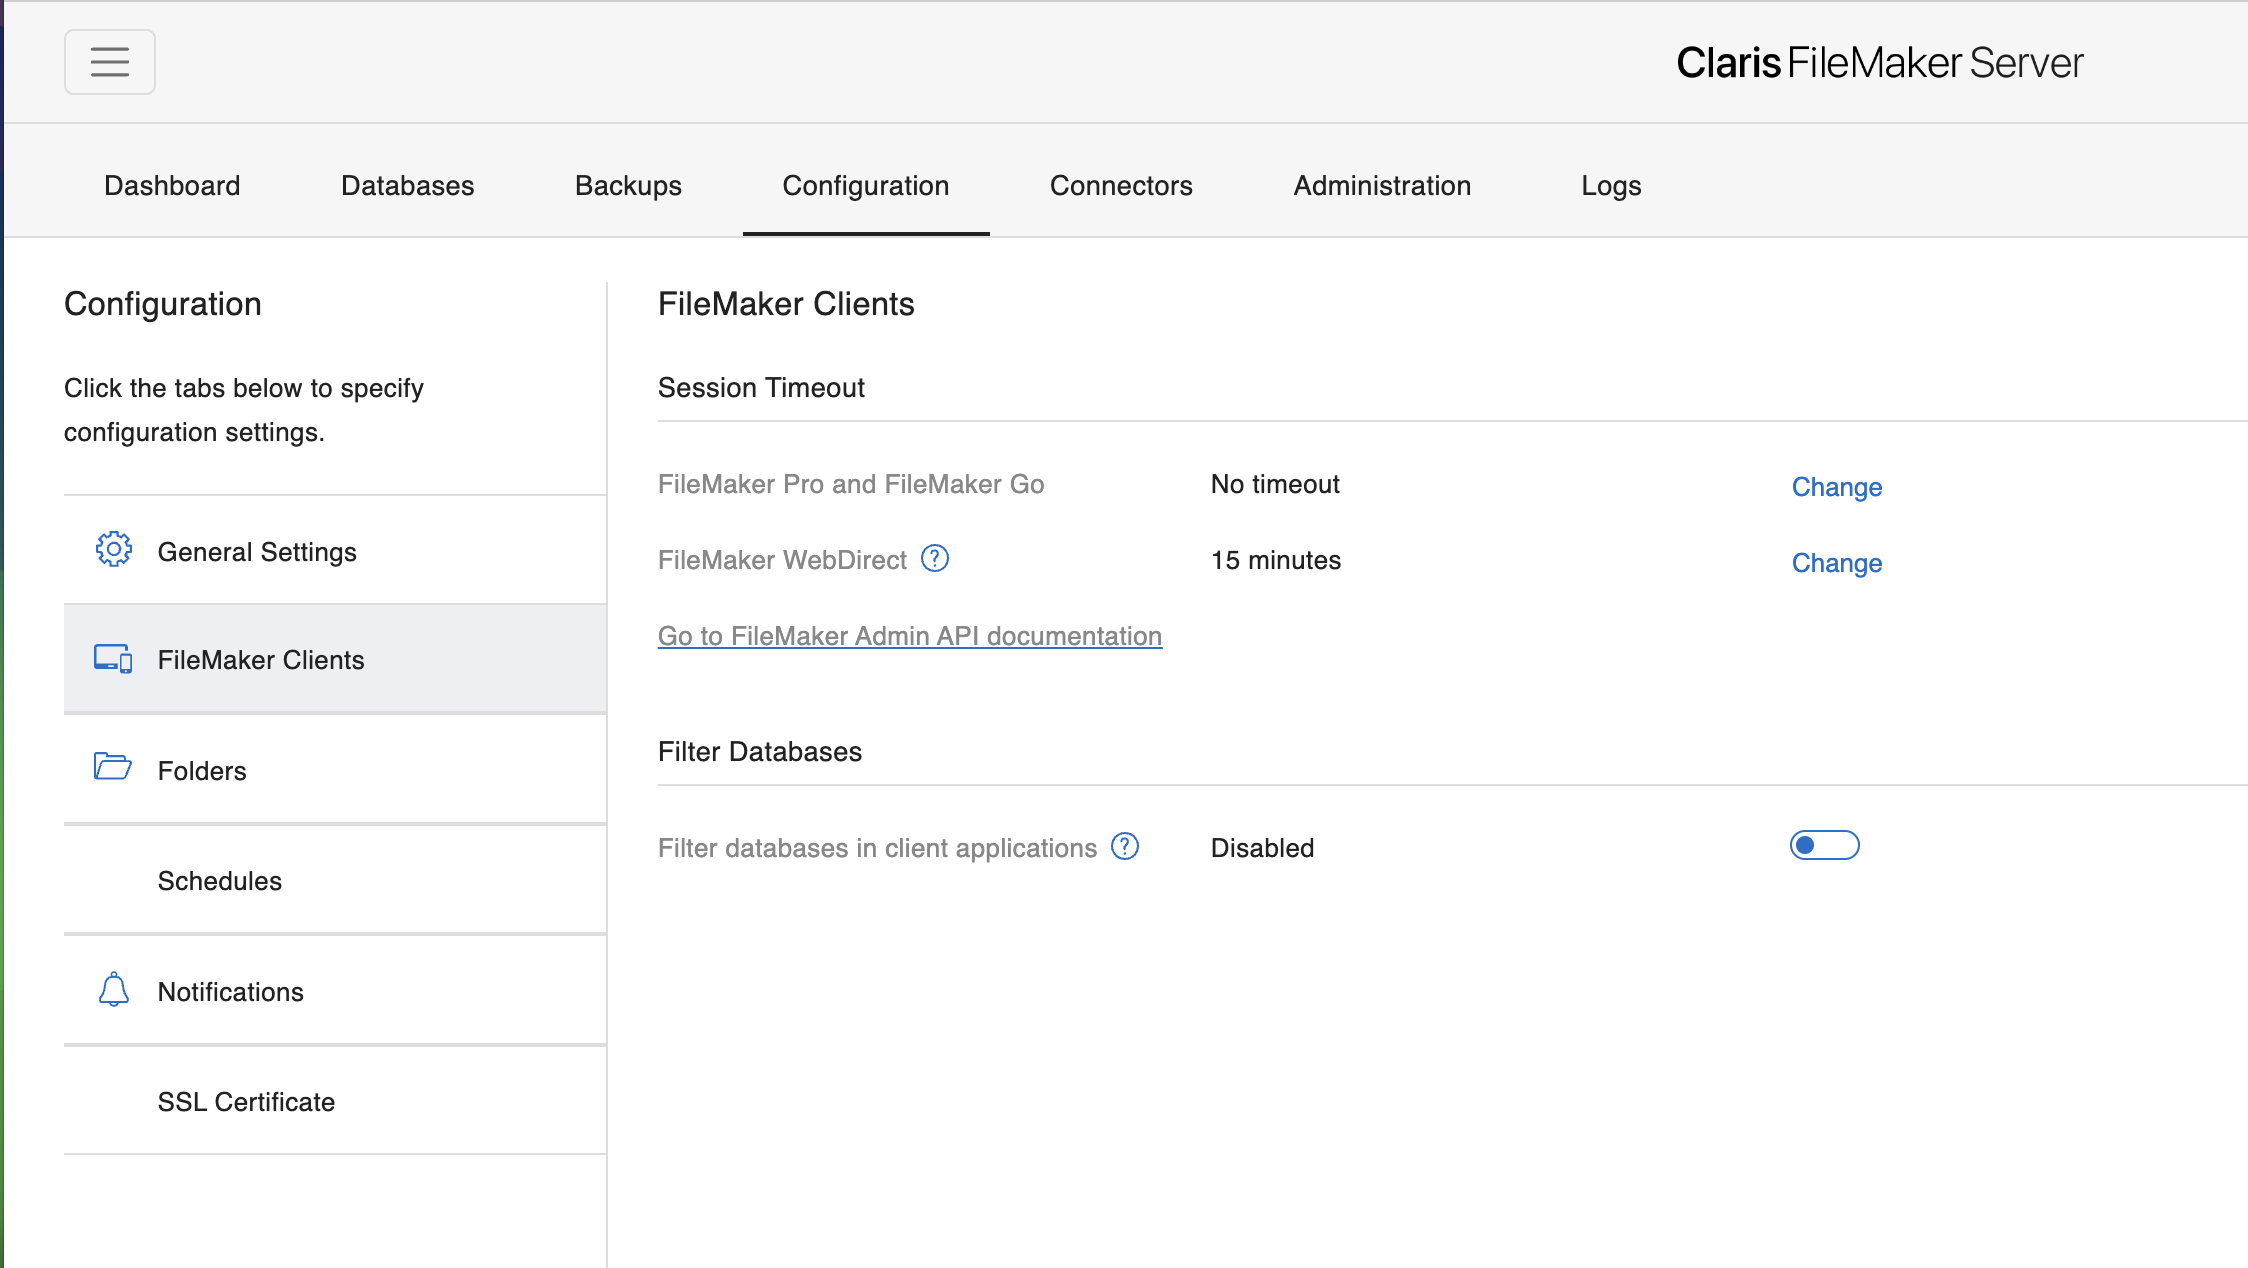 Claris FileMaker Server
Dashboard
Databases
Backups
Configuration
Connectors
Administration
Logs
Configuration
Click the tabs below to specify
configuration settings.
General Settings
FileMaker Clients
Folders
Schedules
Notifications
SSL Certificate
FileMaker Clients
Session Timeout
FileMaker Pro and FileMaker Go
No timeout
Change
FileMaker WebDirect ?
15 minutes
Change
Go to FileMaker Admin API documentation
Filter Databases
Filter databases in client applications ?
Disabled